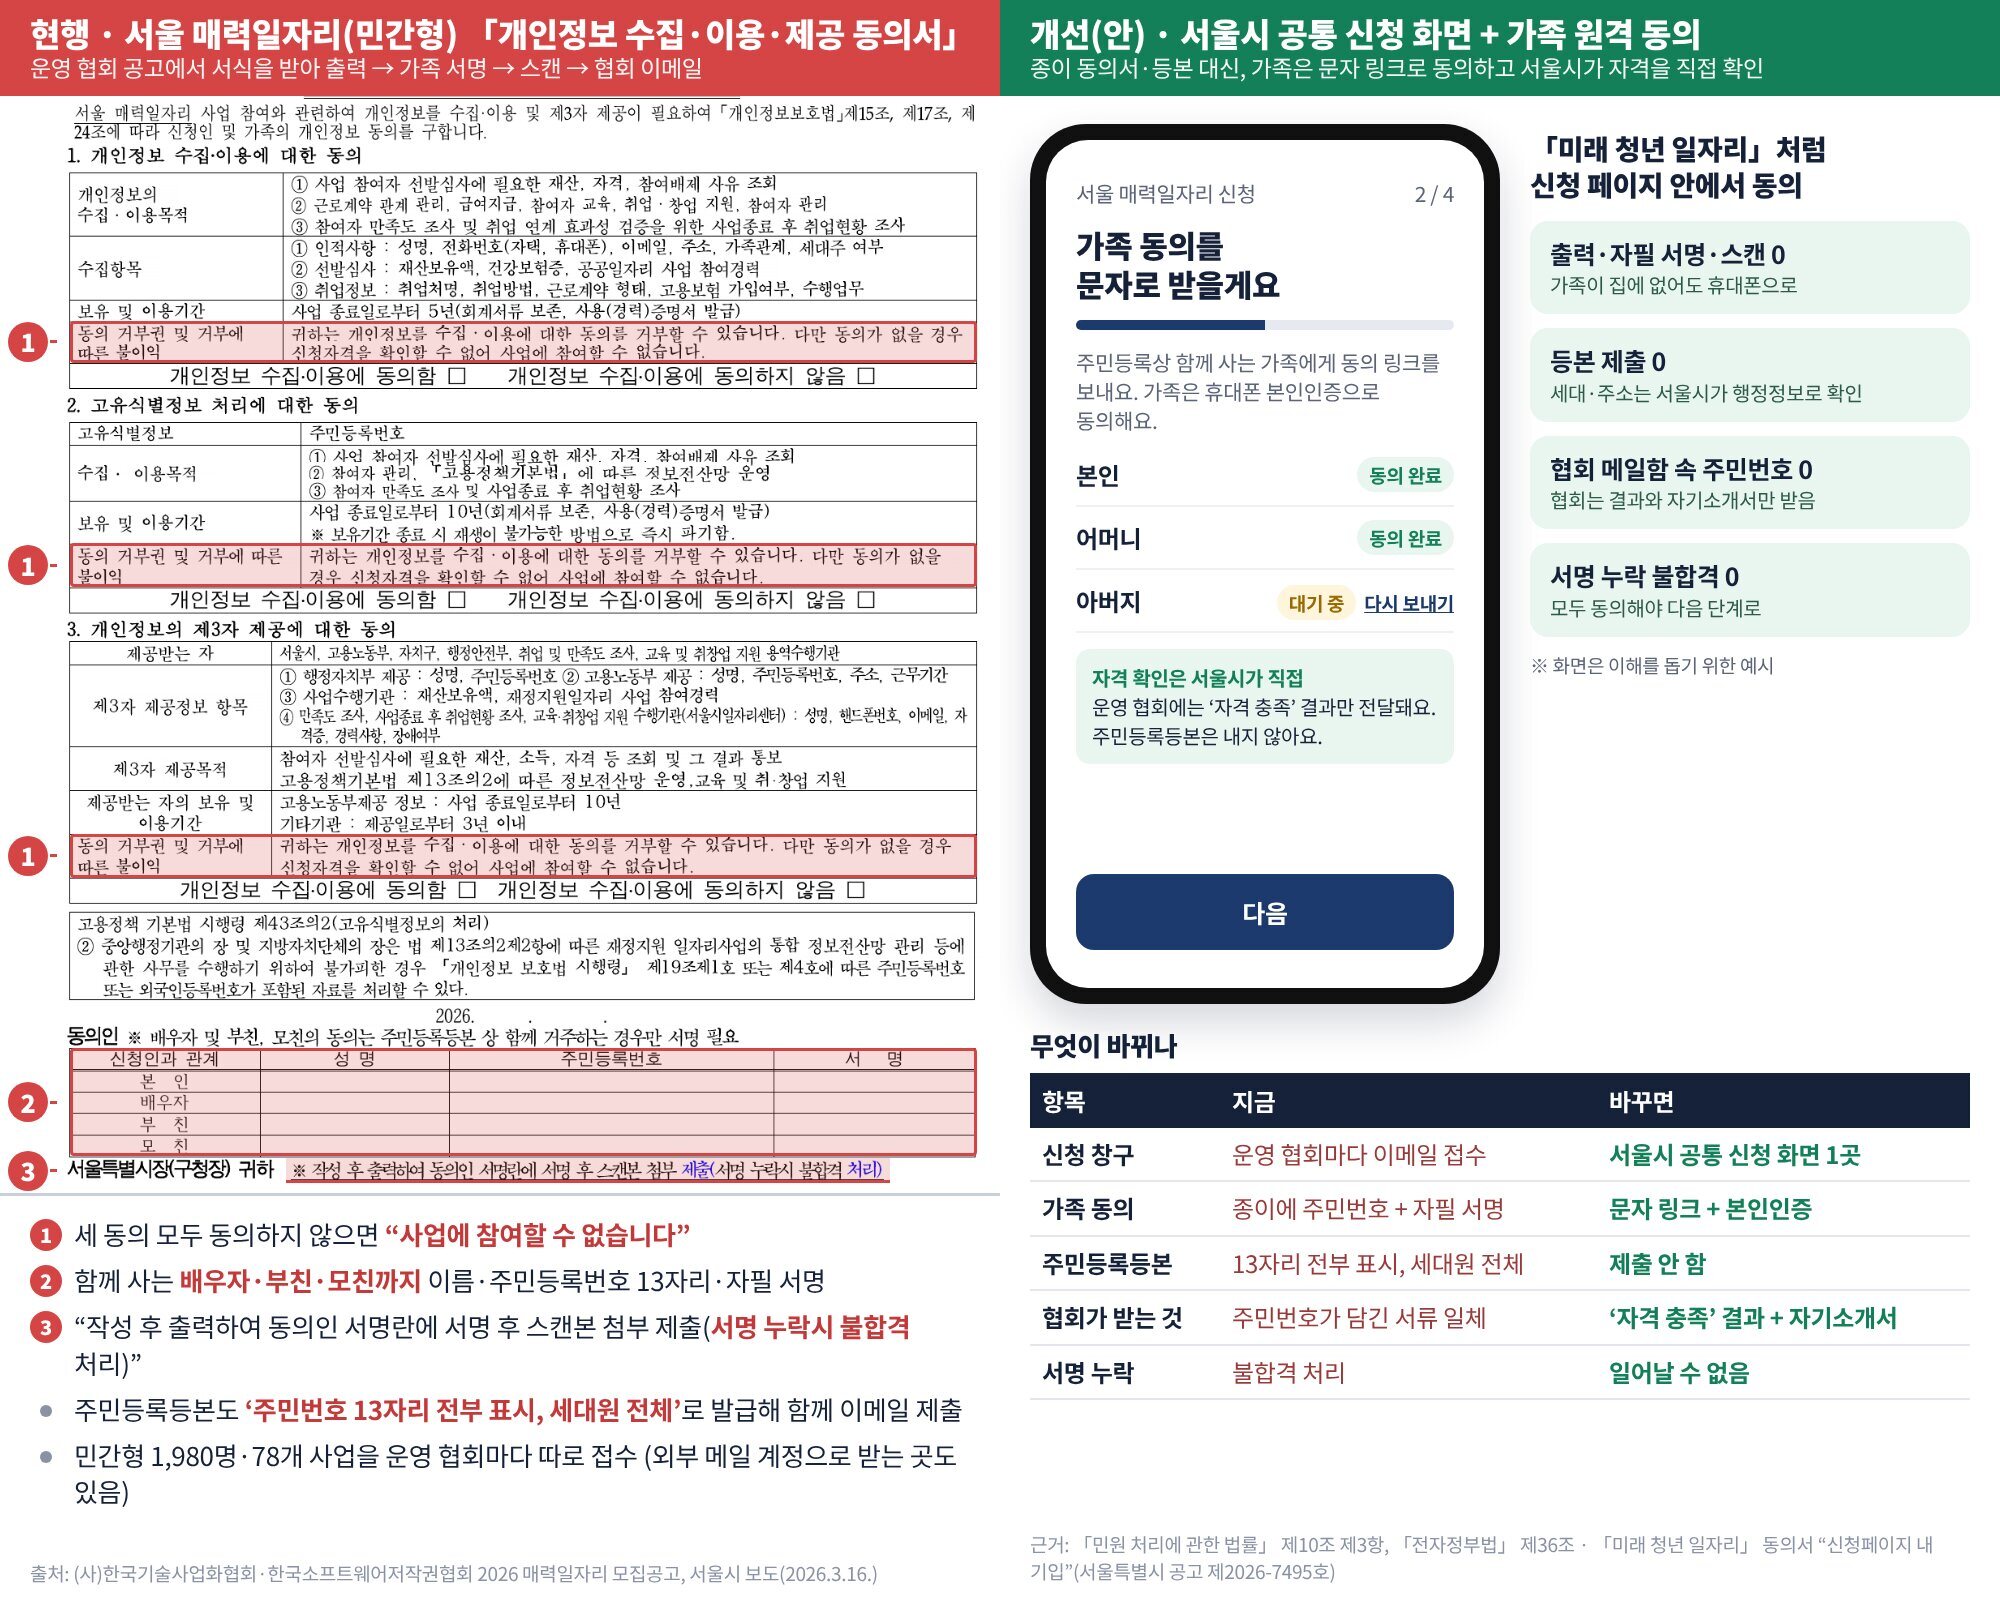 현행 · 서울 매력일자리(민간형) 「개인정보 수집·이용·제공 동의서」
운영 협회 공고에서 서식을 받아 출력 → 가족 서명 → 스캔 → 협회 이메일
서울 매력일자리 사업 참여와 관련하여 개인정보를 수집·이용 및 제3자 제공이 필요하여 「개인정보보호법」제15조, 제17조, 제
24조에 따라 신청인 및 가족의 개인정보 동의를 구합니다.
1. 개인정보 수집·이용에 대한 동의
개인정보의
수집 · 이용목적
① 사업 참여자 선발심사에 필요한 재산, 자격, 참여배제 사유 조회
② 근로계약 관계 관리, 급여지급, 참여자 교육, 취업 · 창업 지원, 참여자 관리
③ 참여자 만족도 조사 및 취업 연계 효과성 검증을 위한 사업종료 후 취업현황 조사
수집항목
① 인적사항 : 성명, 전화번호(자택, 휴대폰), 이메일, 주소, 가족관계, 세대주 여부
② 선발심사 : 재산보유액, 건강보험증, 공공일자리 사업 참여경력
③ 취업정보 : 취업처명, 취업방법, 근로계약 형태, 고용보험 가입여부, 수행업무
보유 및 이용기간
사업 종료일로부터 5년(회계서류 보존, 사용(경력)증명서 발급)
1
동의 거부권 및 거부에
따른 불이익
귀하는 개인정보를 수집 · 이용에 대한 동의를 거부할 수 있습니다. 다만 동의가 없을 경우
신청자격을 확인할 수 없어 사업에 참여할 수 없습니다.
개인정보 수집·이용에 동의함 □ 개인정보 수집·이용에 동의하지 않음 □
2. 고유식별정보 처리에 대한 동의
고유식별정보
주민등록번호
수집 · 이용목적
① 사업 참여자 선발심사에 필요한 재산, 자격, 참여배제 사유 조회
② 참여자 관리, 「고용정책기본법」에 따른 정보전산망 운영
③ 참여자 만족도 조사 및 사업종료 후 취업현황 조사
보유 및 이용기간
사업 종료일로부터 10년(회계서류 보존, 사용(경력)증명서 발급)
※ 보유기간 종료 시 재생이 불가능한 방법으로 즉시 파기함.
1
동의 거부권 및 거부에 따른
불이익
귀하는 개인정보를 수집 · 이용에 대한 동의를 거부할 수 있습니다. 다만 동의가 없을
경우 신청자격을 확인할 수 없어 사업에 참여할 수 없습니다.
개인정보 수집·이용에 동의함 □ 개인정보 수집·이용에 동의하지 않음 □
3. 개인정보의 제3자 제공에 대한 동의
제공받는 자
서울시, 고용노동부, 자치구, 행정안전부, 취업 및 만족도 조사, 교육 및 취창업 지원 용역수행기관
제3자 제공정보 항목
① 행정자치부 제공 : 성명, 주민등록번호 ② 고용노동부 제공 : 성명, 주민등록번호, 주소, 근무기간
③ 사업수행기관 : 재산보유액, 재정지원일자리 사업 참여경력
④ 만족도 조사, 사업종료 후 취업현황 조사, 교육·취창업 지원 수행기관(서울시일자리센터) : 성명, 핸드폰번호, 이메일, 자
격증, 경력사항, 장애여부
제3자 제공목적
참여자 선발심사에 필요한 재산, 소득, 자격 등 조회 및 그 결과 통보
고용정책기본법 제13조의2에 따른 정보전산망 운영,교육 및 취·창업 지원
제공받는 자의 보유 및
이용기간
고용노동부제공 정보 : 사업 종료일로부터 10년
기타기관 : 제공일로부터 3년 이내
1
동의 거부권 및 거부에
따른 불이익
귀하는 개인정보를 수집 · 이용에 대한 동의를 거부할 수 있습니다. 다만 동의가 없을 경우
신청자격을 확인할 수 없어 사업에 참여할 수 없습니다.
개인정보 수집·이용에 동의함 □ 개인정보 수집·이용에 동의하지 않음 □
고용정책 기본법 시행령 제43조의2(고유식별정보의 처리)
② 중앙행정기관의 장 및 지방자치단체의 장은 법 제13조의2제2항에 따른 재정지원 일자리사업의 통합 정보전산망 관리 등에
관한 사무를 수행하기 위하여 불가피한 경우 「개인정보 보호법 시행령」 제19조제1호 또는 제4호에 따른 주민등록번호
또는 외국인등록번호가 포함된 자료를 처리할 수 있다.
2026. . .
동의인 ※ 배우자 및 부친, 모친의 동의는 주민등록등본 상 함께 거주하는 경우만 서명 필요
2
신청인과 관계 성 명 주민등록번호 서 명
본 인
배우자
부 친
모 친
3
서울특별시장(구청장) 귀하 ※ 작성 후 출력하여 동의인 서명란에 서명 후 스캔본 첨부 제출(서명 누락시 불합격 처리)
1 세 동의 모두 동의하지 않으면 “사업에 참여할 수 없습니다”
2 함께 사는 배우자·부친·모친까지 이름·주민등록번호 13자리·자필 서명
3 “작성 후 출력하여 동의인 서명란에 서명 후 스캔본 첨부 제출(서명 누락시 불합격
처리)”
● 주민등록등본도 ‘주민번호 13자리 전부 표시, 세대원 전체’로 발급해 함께 이메일 제출
● 민간형 1,980명·78개 사업을 운영 협회마다 따로 접수 (외부 메일 계정으로 받는 곳도
있음)
출처: (사)한국기술사업화협회·한국소프트웨어저작권협회 2026 매력일자리 모집공고, 서울시 보도(2026.3.16.)
개선(안) · 서울시 공통 신청 화면 + 가족 원격 동의
종이 동의서·등본 대신, 가족은 문자 링크로 동의하고 서울시가 자격을 직접 확인
서울 매력일자리 신청 2 / 4
가족 동의를
문자로 받을게요
주민등록상 함께 사는 가족에게 동의 링크를
보내요. 가족은 휴대폰 본인인증으로
동의해요.
본인 동의 완료
어머니 동의 완료
아버지 대기 중 다시 보내기
자격 확인은 서울시가 직접
운영 협회에는 ‘자격 충족’ 결과만 전달돼요.
주민등록등본은 내지 않아요.
다음
「미래 청년 일자리」처럼
신청 페이지 안에서 동의
출력·자필 서명·스캔 0
가족이 집에 없어도 휴대폰으로
등본 제출 0
세대·주소는 서울시가 행정정보로 확인
협회 메일함 속 주민번호 0
협회는 결과와 자기소개서만 받음
서명 누락 불합격 0
모두 동의해야 다음 단계로
※ 화면은 이해를 돕기 위한 예시
무엇이 바뀌나
항목 지금 바꾸면
신청 창구 운영 협회마다 이메일 접수 서울시 공통 신청 화면 1곳
가족 동의 종이에 주민번호 + 자필 서명 문자 링크 + 본인인증
주민등록등본 13자리 전부 표시, 세대원 전체 제출 안 함
협회가 받는 것 주민번호가 담긴 서류 일체 ‘자격 충족’ 결과 + 자기소개서
서명 누락 불합격 처리 일어날 수 없음
근거: 「민원 처리에 관한 법률」 제10조 제3항, 「전자정부법」 제36조 · 「미래 청년 일자리」 동의서 “신청페이지 내
기입”(서울특별시 공고 제2026-7495호)